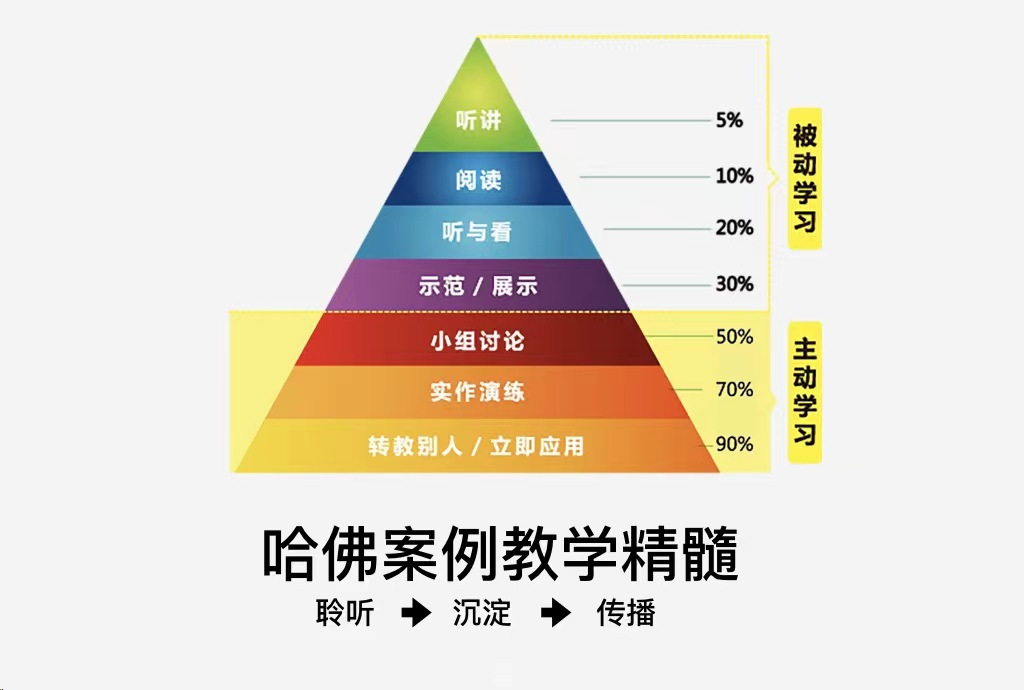 听讲 5%
阅读 10%
听与看 20%
示范 / 展示 30%
被动学习
小组讨论 50%
实作演练 70%
转教别人 / 立即应用 90%
主动学习
哈佛案例教学精髓
聆听 ➡ 沉淀 ➡ 传播